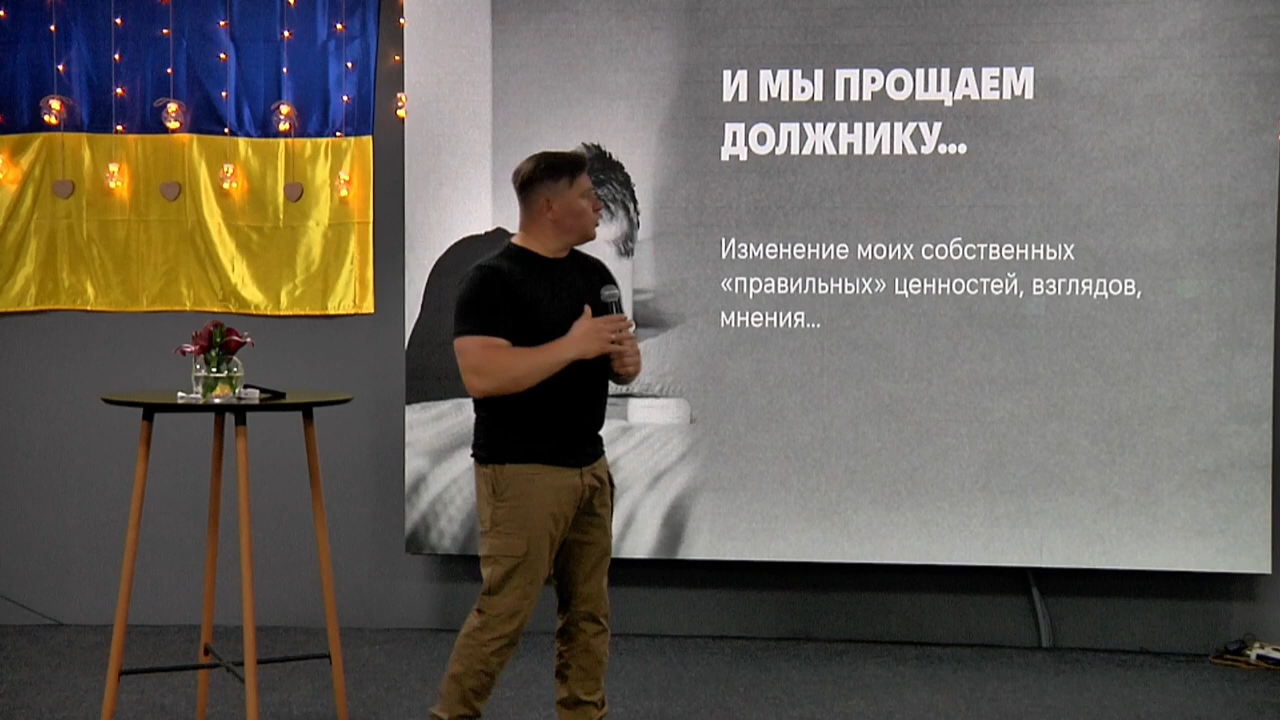 И МЫ ПРОЩАЕМ
ДОЛЖНИКУ...
Изменение моих собственных
«правильных» ценностей, взглядов,
мнения...